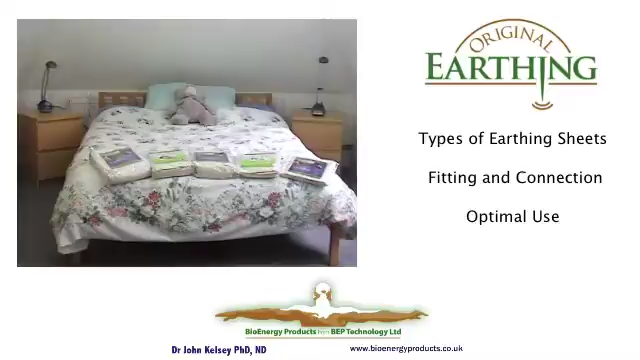 ORIGINAL
EARTHING
Types of Earthing Sheets
Fitting and Connection
Optimal Use
BioEnergy Products from BEP Technology Ltd
Dr John Kelsey PhD, ND
www.bioenergyproducts.co.uk